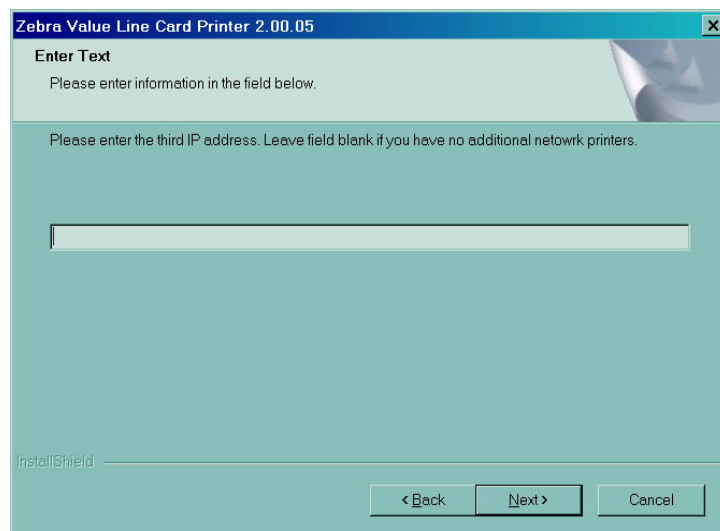 Zebra Value Line Card Printer 2.00.05
Enter Text
Please enter information in the field below.
Please enter the third IP address. Leave field blank if you have no additional netowrk printers.
InstallShield
< Back Next > Cancel